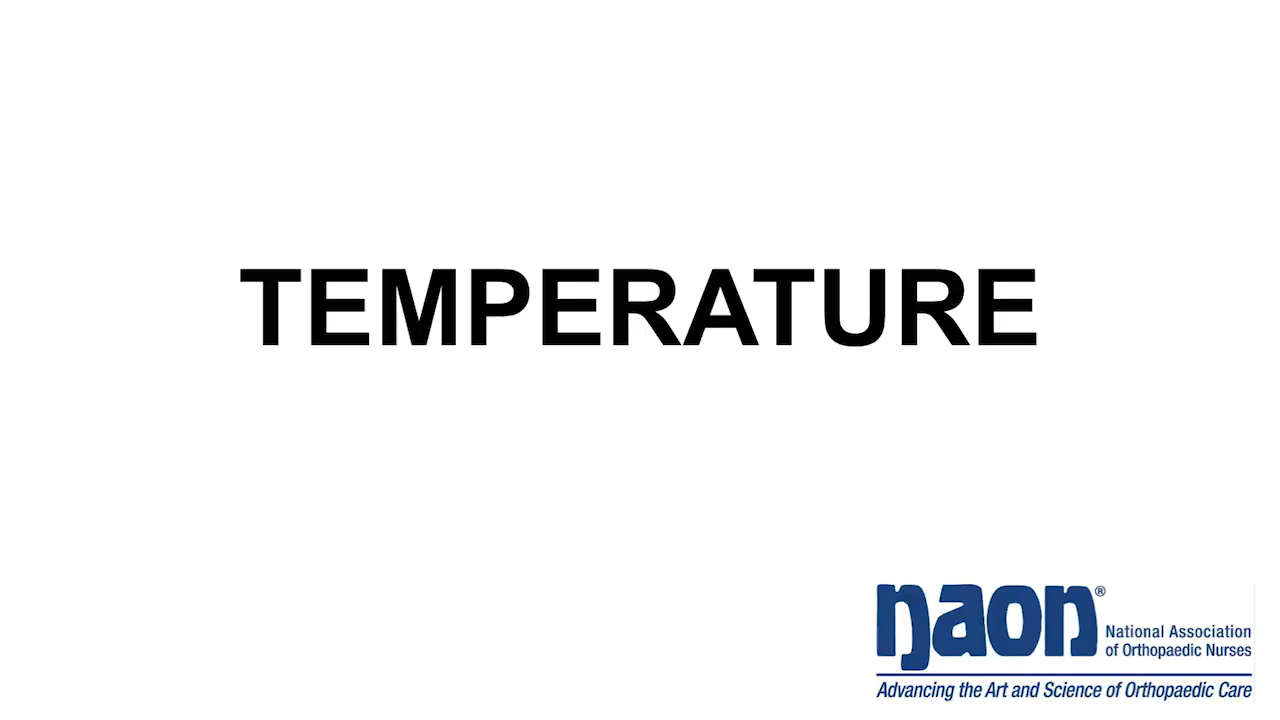 TEMPERATURE
naon®
National Association
of Orthopaedic Nurses
Advancing the Art and Science of Orthopaedic Care